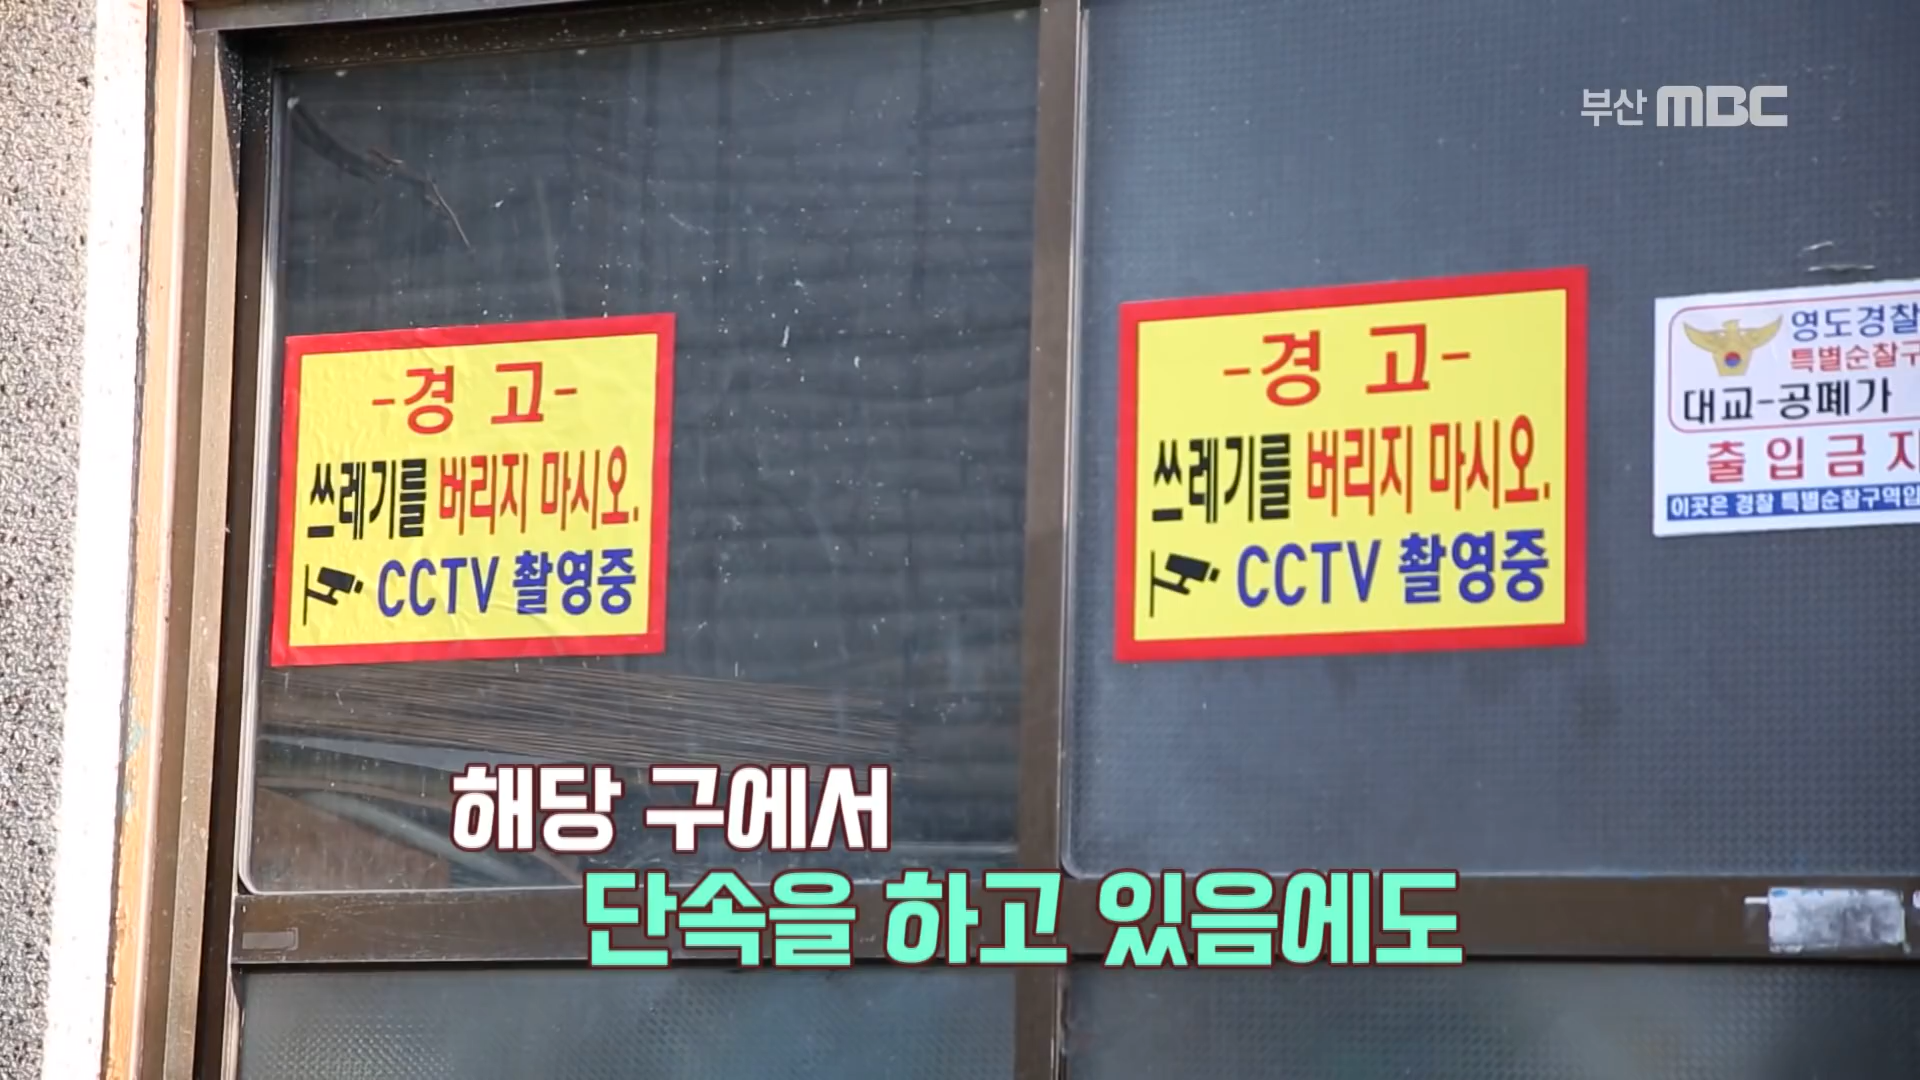 부산 MBC
-경 고-
쓰레기를 버리지 마시오.
CCTV 촬영중
-경 고-
쓰레기를 버리지 마시오.
CCTV 촬영중
영도경찰
특별순찰구
대교-공폐가
출입금지
이곳은 경찰 특별순찰구역입
해당 구에서
단속을 하고 있음에도